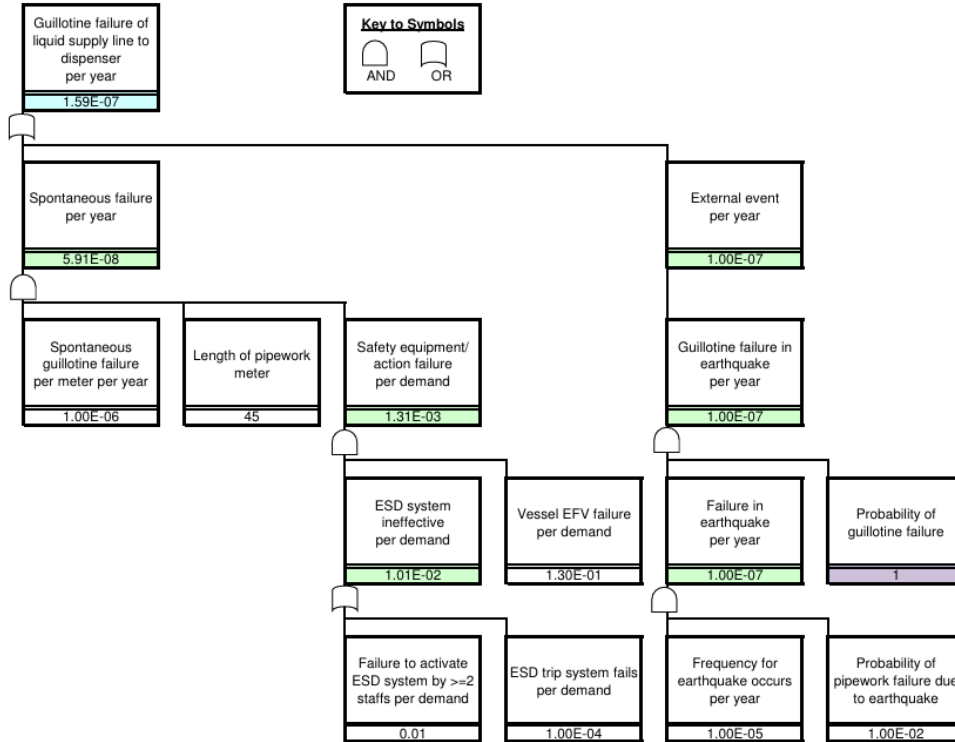 Guillotine failure of
liquid supply line to
dispenser
per year
1.59E-07
Key to Symbols
AND OR
Spontaneous failure
per year
5.91E-08
External event
per year
1.00E-07
Spontaneous
guillotine failure
per meter per year
1.00E-06
Length of pipework
meter
45
Safety equipment/
action failure
per demand
1.31E-03
Guillotine failure in
earthquake
per year
1.00E-07
ESD system
ineffective
per demand
1.01E-02
Vessel EFV failure
per demand
1.30E-01
Failure in
earthquake
per year
1.00E-07
Probability of
guillotine failure
1
Failure to activate
ESD system by >=2
staffs per demand
0.01
ESD trip system fails
per demand
1.00E-04
Frequency for
earthquake occurs
per year
1.00E-05
Probability of
pipework failure due
to earthquake
1.00E-02